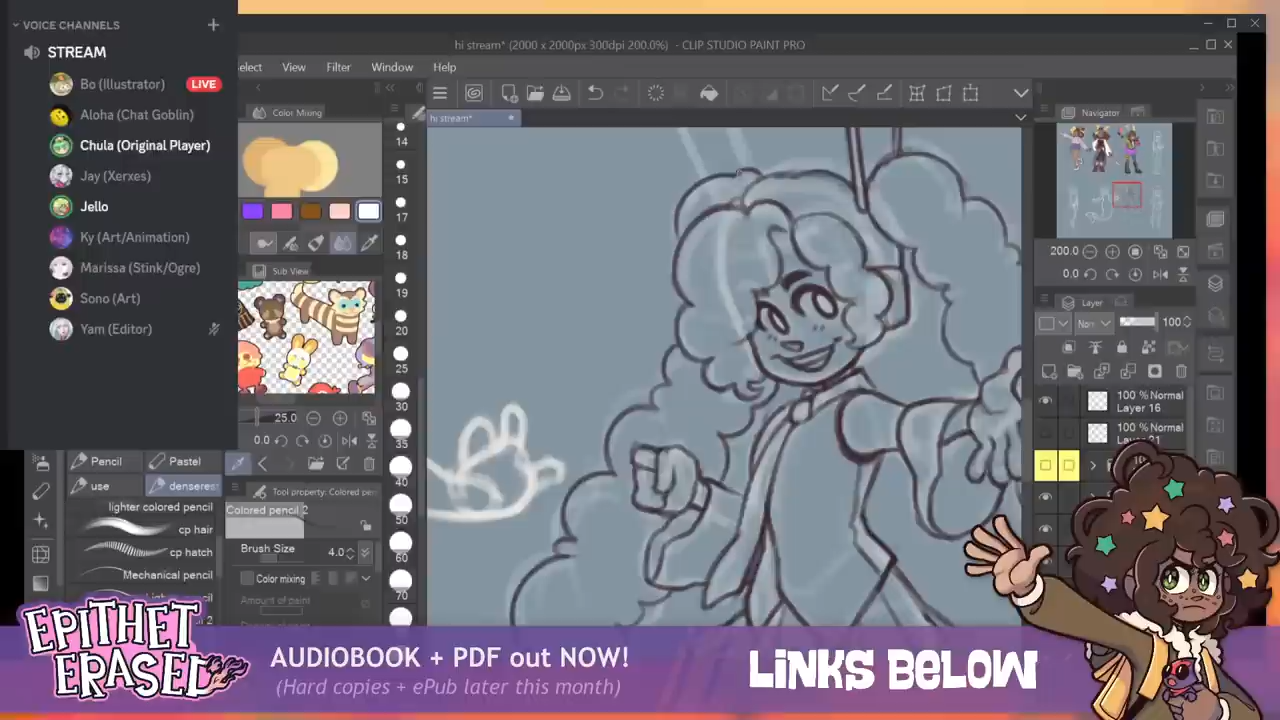 VOICE CHANNELS
STREAM
Bo (Illustrator) LIVE
Aloha (Chat Goblin)
Chula (Original Player)
Jay (Xerxes)
Jello
Ky (Art/Animation)
Marissa (Stink/Ogre)
Sono (Art)
Yam (Editor)
hi stream* (2000 x 2000px 300dpi 200.0%) - CLIP STUDIO PAINT PRO
elect View Filter Window Help
Color Mixing
hi stream*
Navigator
14
15
17
18
19
20
25
30
35
40
50
60
70
Sub View
25.0
0.0
200.0
0.0
Layer
100
100 % Normal
Layer 16
100 % Normal
Pencil Pastel
use denserest
lighter colored pencil
cp hair
cp hatch
Mechanical pencil
Tool property: Colored pen
Colored pencil 2
Brush Size 4.0
Color mixing
Amount of paint
EPITHET
ERASED
AUDIOBOOK + PDF out NOW!
(Hard copies + ePub later this month)
LINKS BELOW